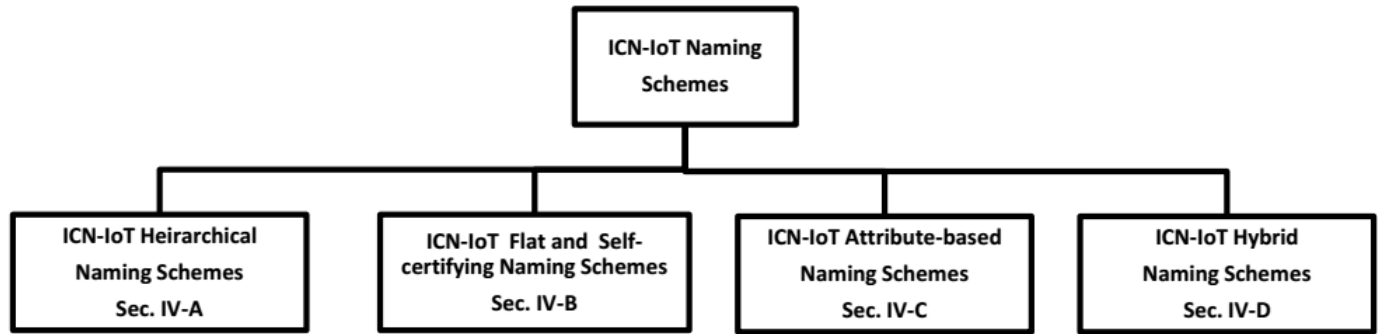 ICN-IoT Naming
Schemes
ICN-IoT Heirarchical
Naming Schemes
Sec. IV-A
ICN-IoT Flat and Self-
certifying Naming Schemes
Sec. IV-B
ICN-IoT Attribute-based
Naming Schemes
Sec. IV-C
ICN-IoT Hybrid
Naming Schemes
Sec. IV-D